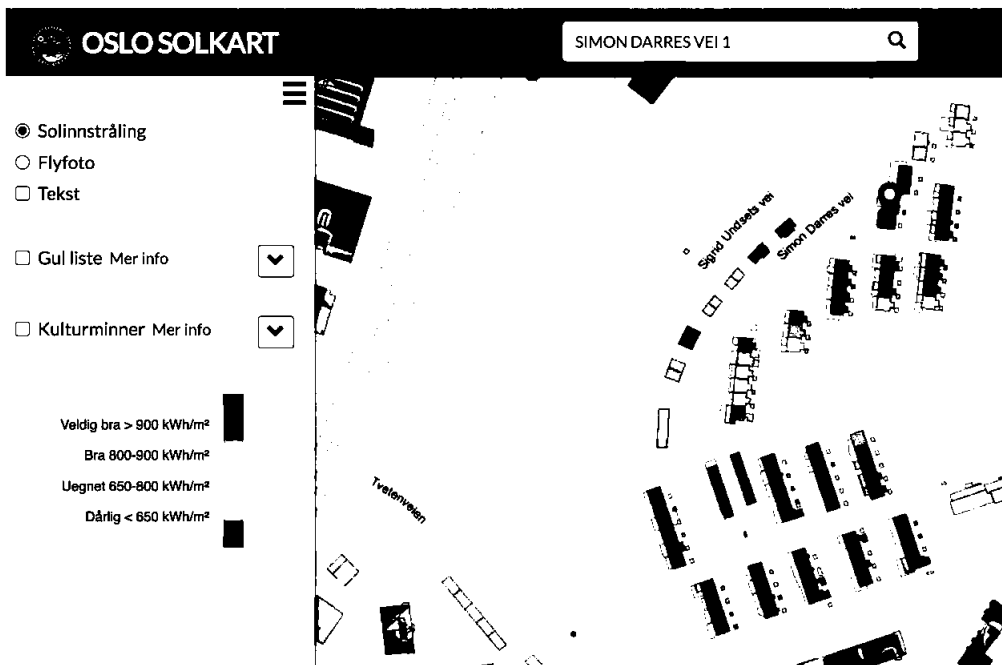 OSLO SOLKART
SIMON DARRES VEI 1
Solinnstråling
Flyfoto
Tekst
Gul liste Mer info
Kulturminner Mer info
Veldig bra > 900 kWh/m²
Bra 800-900 kWh/m²
Uegnet 650-800 kWh/m²
Dårlig < 650 kWh/m²
Sigrid Undsets vei
Simon Darres vei
Tvetenveien